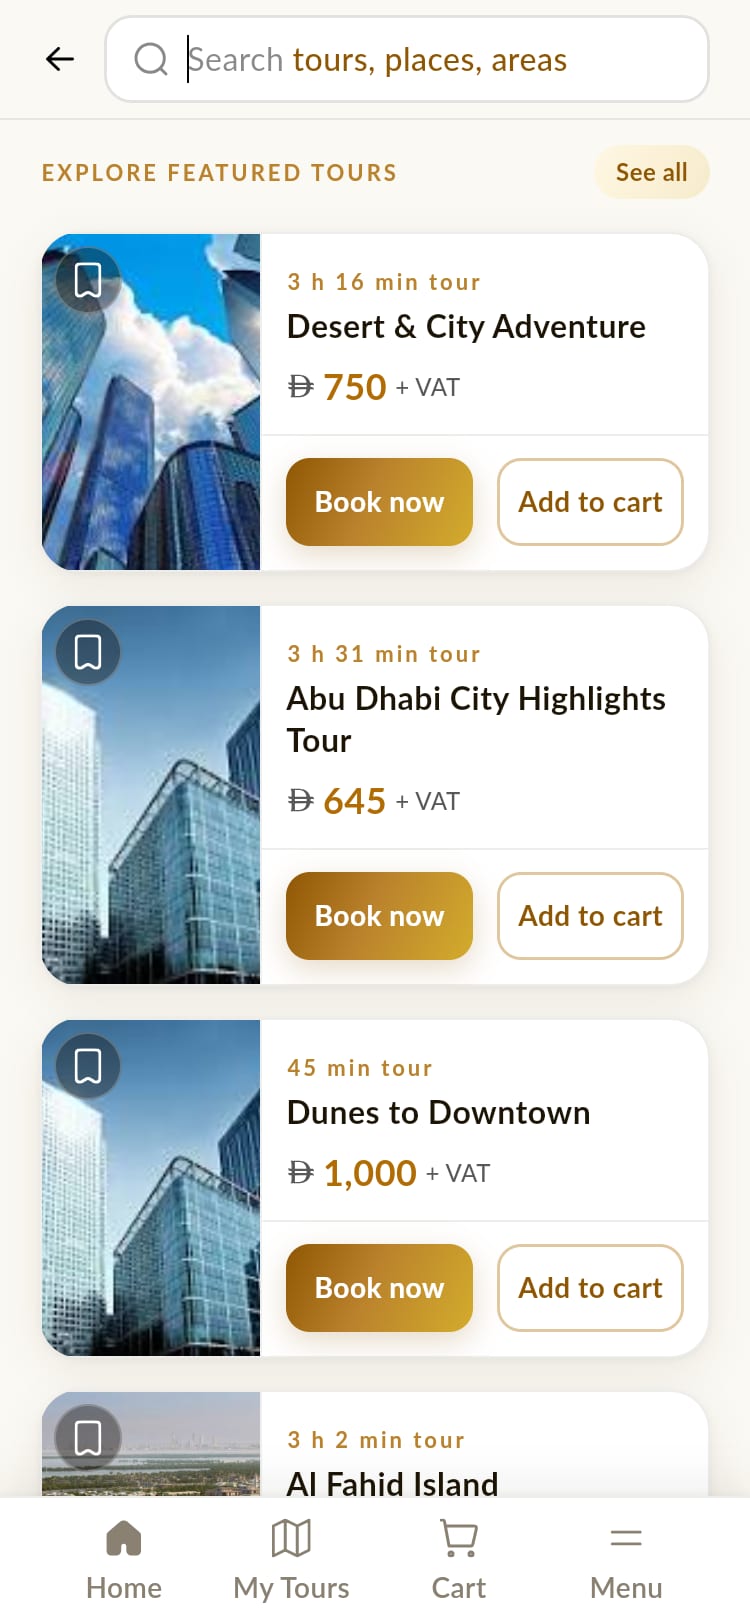 Search tours, places, areas
EXPLORE FEATURED TOURS
See all
3 h 16 min tour
Desert & City Adventure
750 + VAT
Book now
Add to cart
3 h 31 min tour
Abu Dhabi City Highlights
Tour
645 + VAT
Book now
Add to cart
45 min tour
Dunes to Downtown
1,000 + VAT
Book now
Add to cart
3 h 2 min tour
Al Fahid Island
Home
My Tours
Cart
Menu